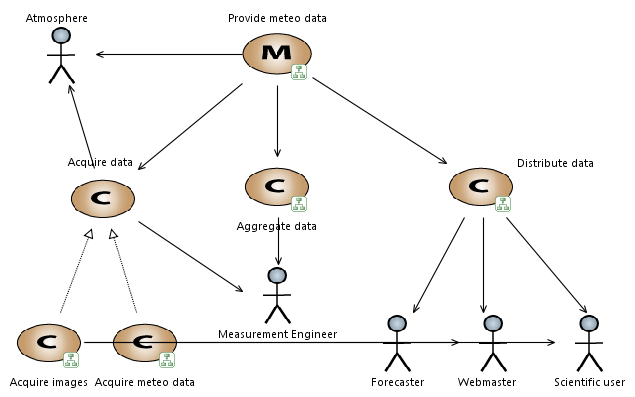 Atmosphere
Provide meteo data
M
Acquire data
C
C
Aggregate data
C
Distribute data
Measurement Engineer
C
Acquire images
C
Acquire meteo data
Forecaster
Webmaster
Scientific user